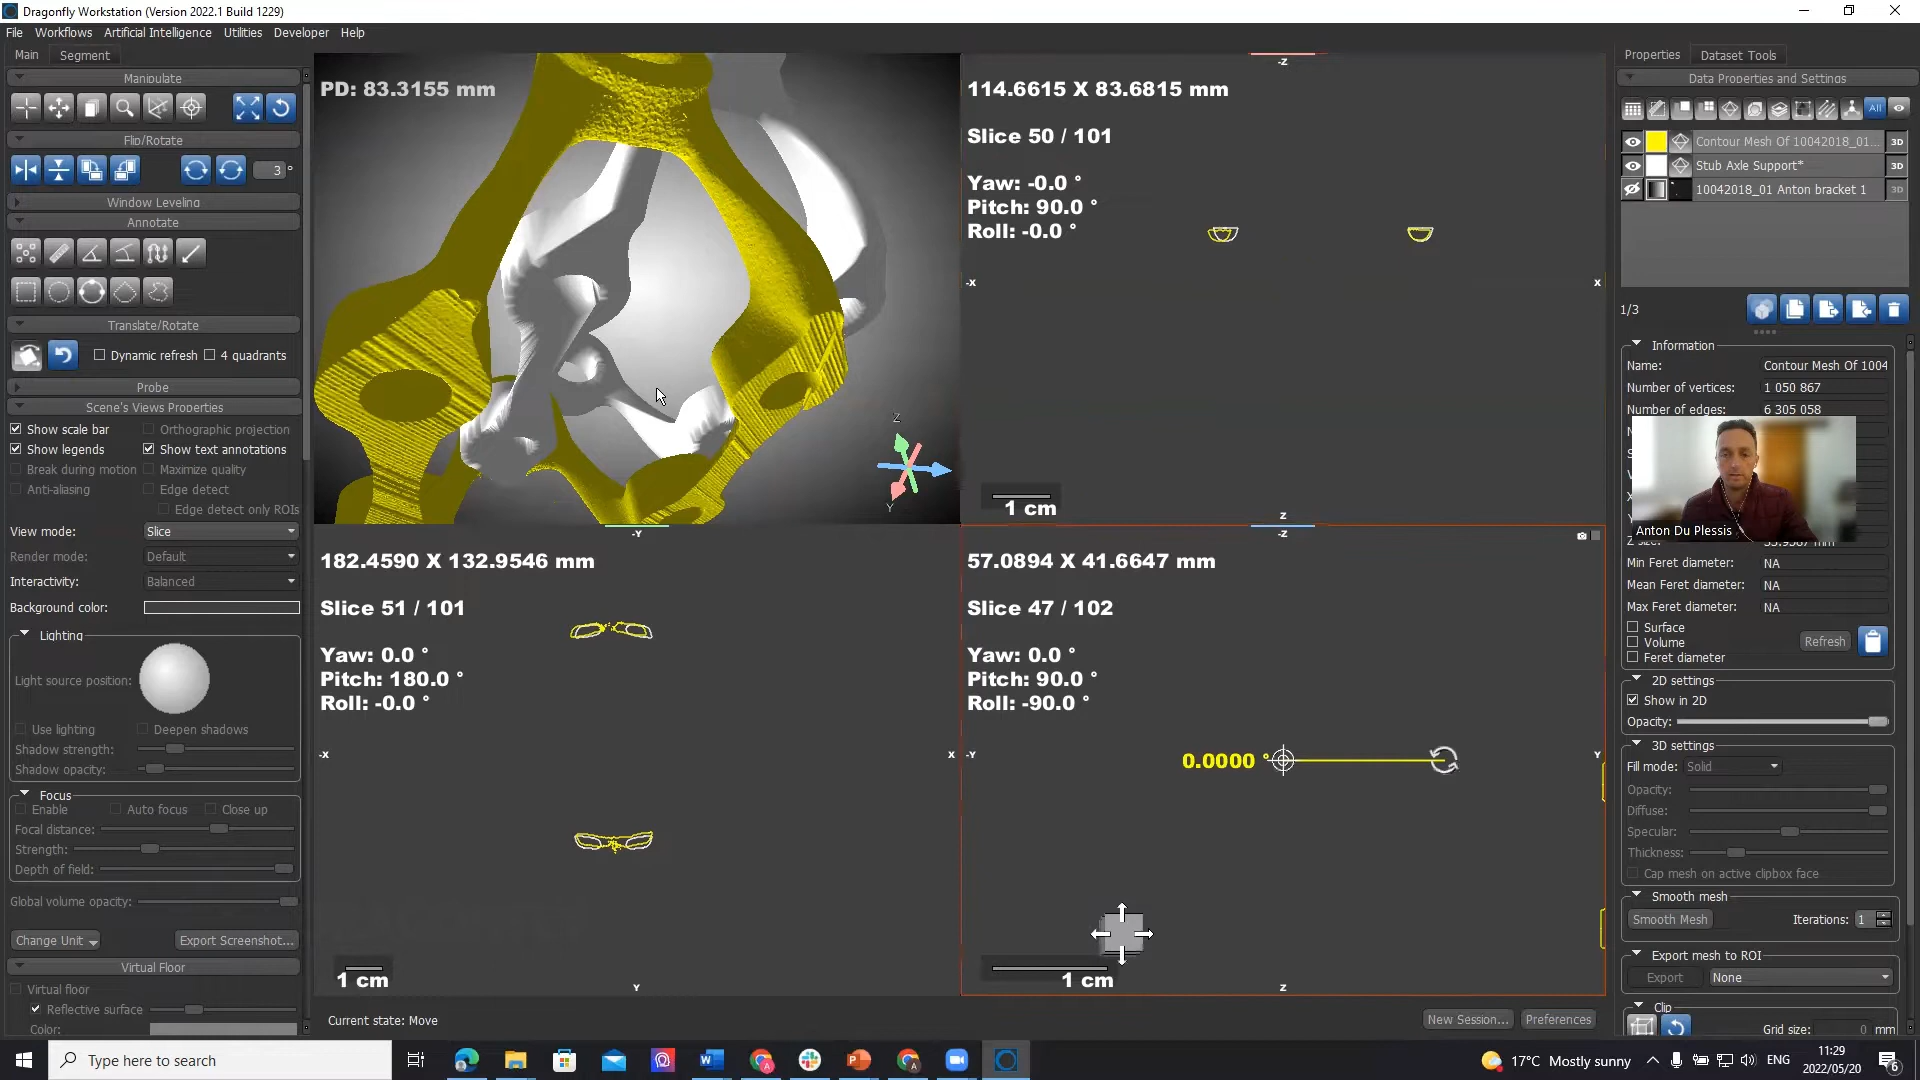 Dragonfly Workstation (Version 2022.1 Build 1229)
File Workflows Artificial Intelligence Utilities Developer Help
Main Segment
Manipulate
Flip/Rotate
3 °
Window Leveling
Annotate
Translate/Rotate
Dynamic refresh 4 quadrants
Probe
Scene's Views Properties
Show scale bar Orthographic projection
Show legends Show text annotations
Break during motion Maximize quality
Anti-aliasing Edge detect
Edge detect only ROIs
View mode: Slice
Render mode: Default
Interactivity: Balanced
Background color:
Lighting
Light source position:
Use lighting Deepen shadows
Shadow strength:
Shadow opacity:
Focus
Enable Auto focus Close up
Focal distance:
Strength:
Depth of field:
Global volume opacity:
Change Unit Export Screenshot...
Virtual Floor
Virtual floor
Reflective surface
Color:
PD: 83.3155 mm
Z
Y
-Z
114.6615 X 83.6815 mm
Slice 50 / 101
Yaw: -0.0 °
Pitch: 90.0 °
Roll: -0.0 °
-X X
1 cm
Z
-Y
182.4590 X 132.9546 mm
Slice 51 / 101
Yaw: 0.0 °
Pitch: 180.0 °
Roll: -0.0 °
-X X
1 cm
Y
-Z
57.0894 X 41.6647 mm
Slice 47 / 102
Yaw: 0.0 °
Pitch: 90.0 °
Roll: -90.0 °
-Y Y
0.0000 °
1 cm
Z
Current state: Move
New Session... Preferences
Properties Dataset Tools
Data Properties and Settings
All
Contour Mesh Of 10042018_01... 3D
Stub Axle Support* 3D
10042018_01 Anton bracket 1 3D
1/3
Information
Name: Contour Mesh Of 1004
Number of vertices: 1 050 867
Number of edges: 6 305 058
Anton Du Plessis
Min Feret diameter: NA
Mean Feret diameter: NA
Max Feret diameter: NA
Surface
Volume Refresh
Feret diameter
2D settings
Show in 2D
Opacity:
3D settings
Fill mode: Solid
Opacity:
Diffuse:
Specular:
Thickness:
Cap mesh on active clipbox face
Smooth mesh
Smooth Mesh Iterations: 1
Export mesh to ROI
Export None
Clip
Grid size: 0 mm
Type here to search
17°C Mostly sunny
ENG
11:29
2022/05/20
6